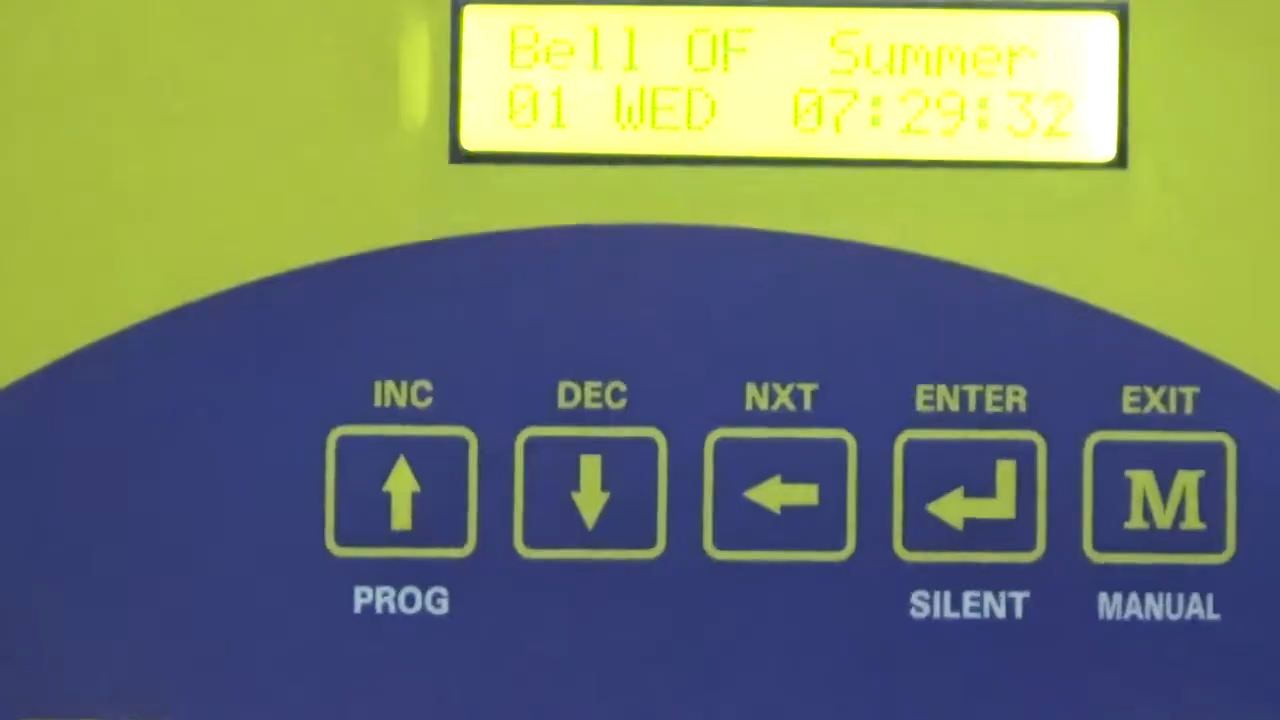 Bell OF Summer
01 WED 07:29:32
INC DEC NXT ENTER EXIT
M
PROG SILENT MANUAL